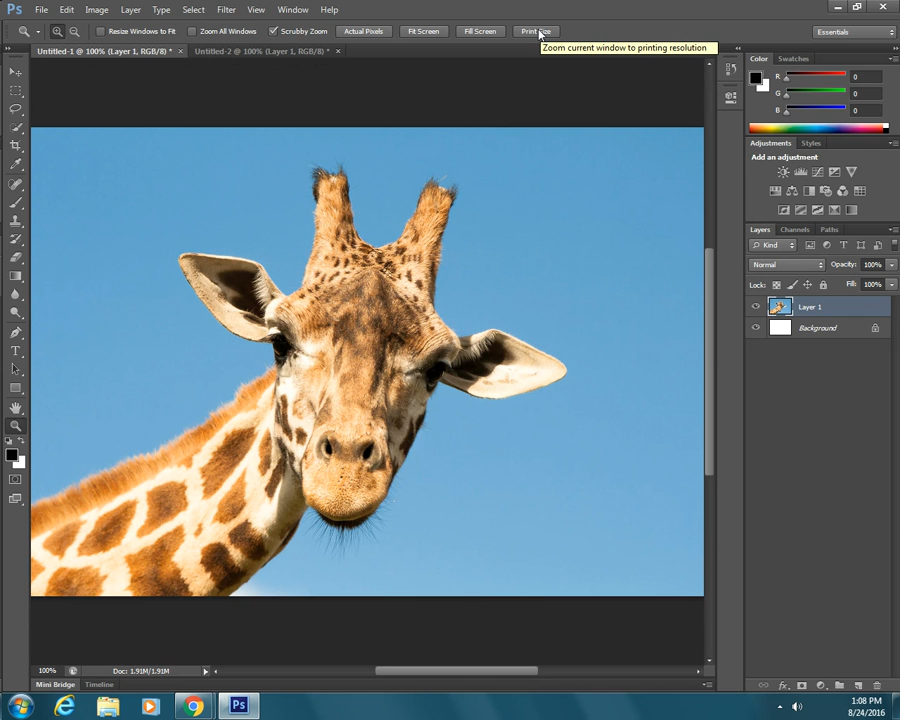 Ps File Edit Image Layer Type Select Filter View Window Help
Resize Windows to Fit Zoom All Windows Scrubby Zoom Actual Pixels Fit Screen Fill Screen Print Size Essentials
Zoom current window to printing resolution
Untitled-1 @ 100% (Layer 1, RGB/8) * × Untitled-2 @ 100% (Layer 1, RGB/8) * ×
Color Swatches
R 0
G 0
B 0
Adjustments Styles
Add an adjustment
Layers Channels Paths
Kind
Normal Opacity: 100%
Lock: Fill: 100%
Layer 1
Background
100% Doc: 1.91M/1.91M
Mini Bridge Timeline
Ps
1:08 PM
8/24/2016